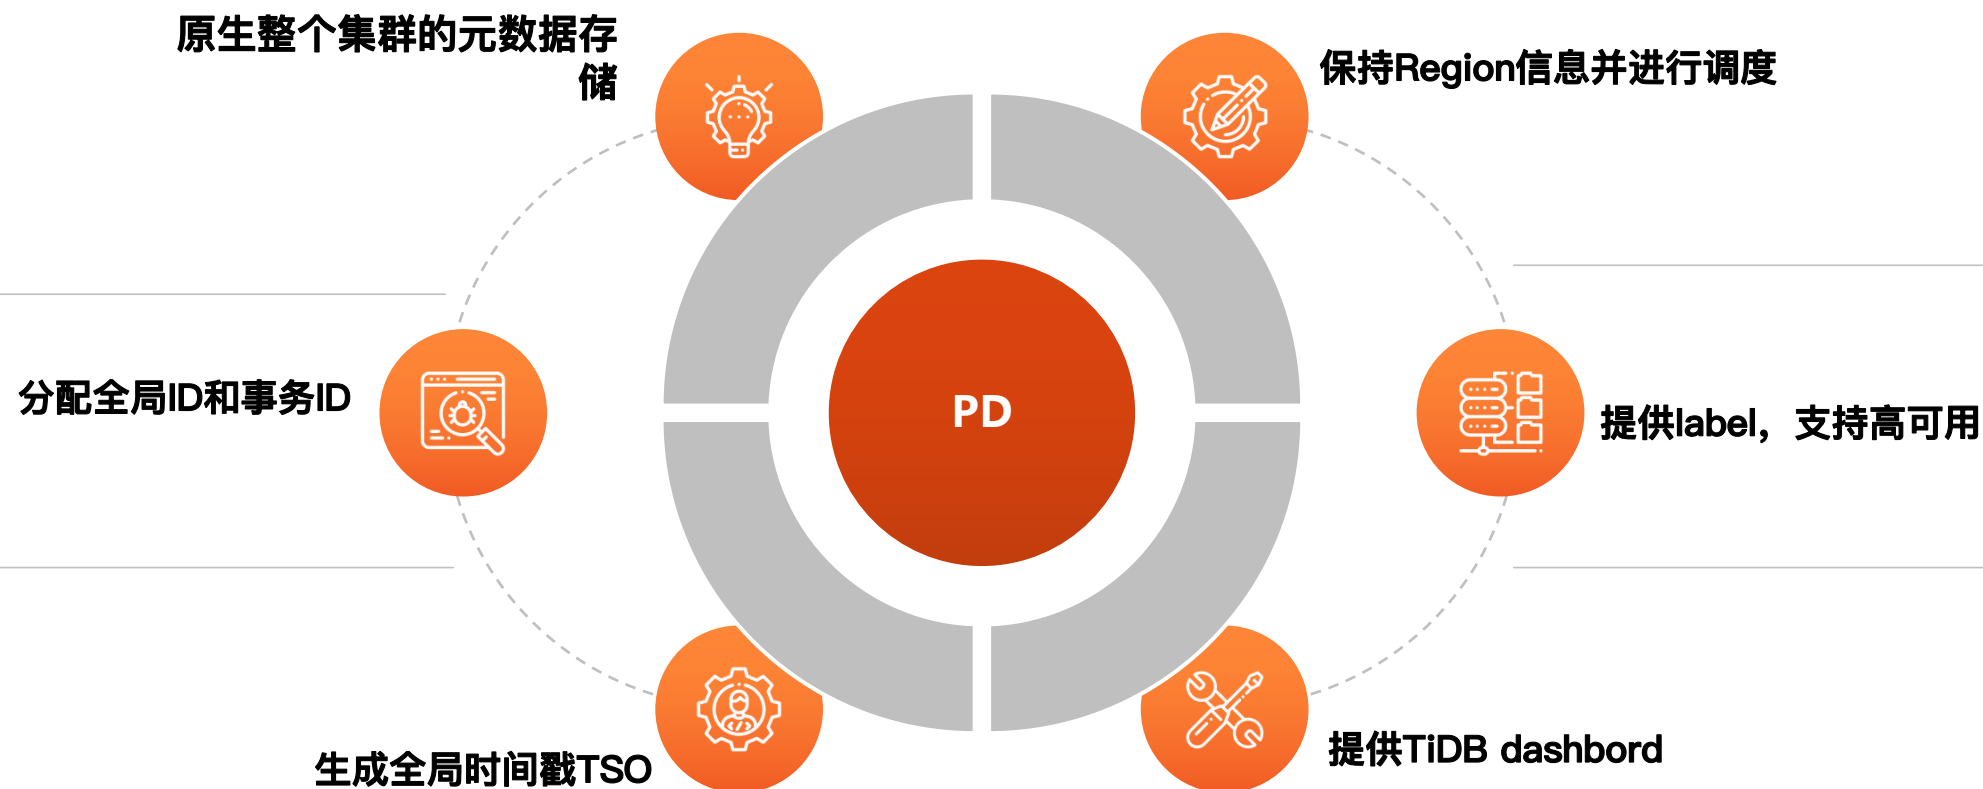 原生整个集群的元数据存
储
保持Region信息并进行调度
分配全局ID和事务ID
PD
提供label，支持高可用
生成全局时间戳TSO
提供TiDB dashbord